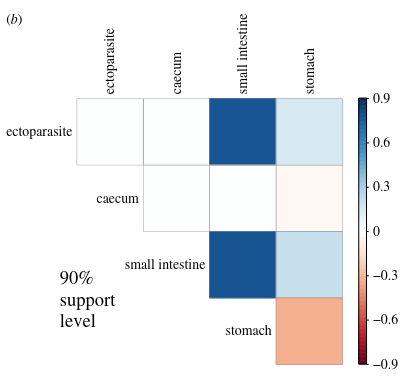 (b)
ectoparasite
caecum
small intestine
stomach
ectoparasite
caecum
small intestine
stomach
90%
support
level
0.9
0.6
0.3
0
−0.3
−0.6
−0.9